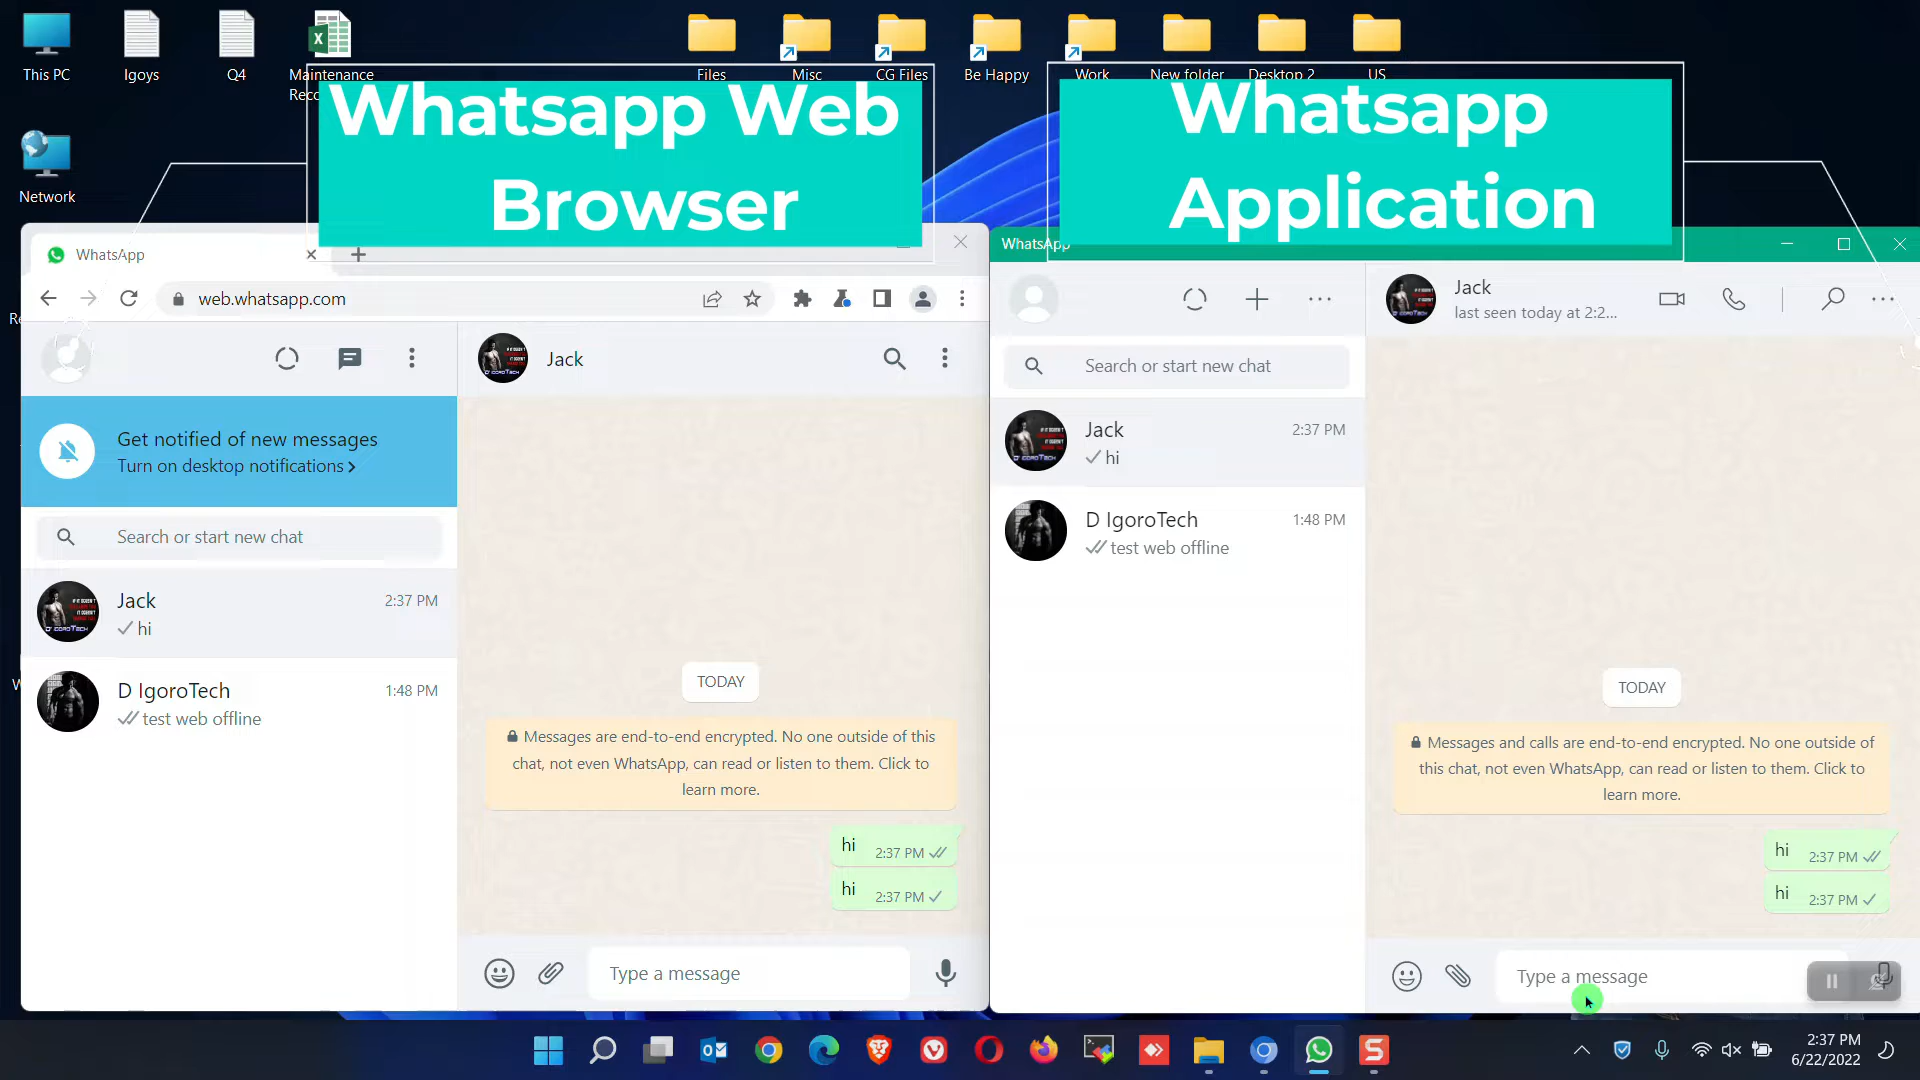 This PC
Igoys
Q4
Maintenance
Files
Misc
CG Files
Be Happy
Work
New folder
Desktop 2
US
Network
Whatsapp Web
Browser
Whatsapp
Application
WhatsApp
web.whatsapp.com
Jack
Get notified of new messages
Turn on desktop notifications
Search or start new chat
Jack
2:37 PM
hi
D IgoroTech
1:48 PM
test web offline
TODAY
Messages are end-to-end encrypted. No one outside of this
chat, not even WhatsApp, can read or listen to them. Click to
learn more.
hi
2:37 PM
hi
2:37 PM
Type a message
WhatsApp
Jack
last seen today at 2:2...
Search or start new chat
Jack
2:37 PM
hi
D IgoroTech
1:48 PM
test web offline
TODAY
Messages and calls are end-to-end encrypted. No one outside of
this chat, not even WhatsApp, can read or listen to them. Click to
learn more.
hi
2:37 PM
hi
2:37 PM
Type a message
2:37 PM
6/22/2022